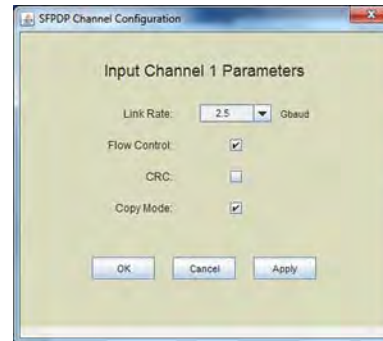 SFPDP Channel Configuration
Input Channel 1 Parameters
Link Rate: 2.5 Gbaud
Flow Control:
CRC:
Copy Mode:
OK Cancel Apply